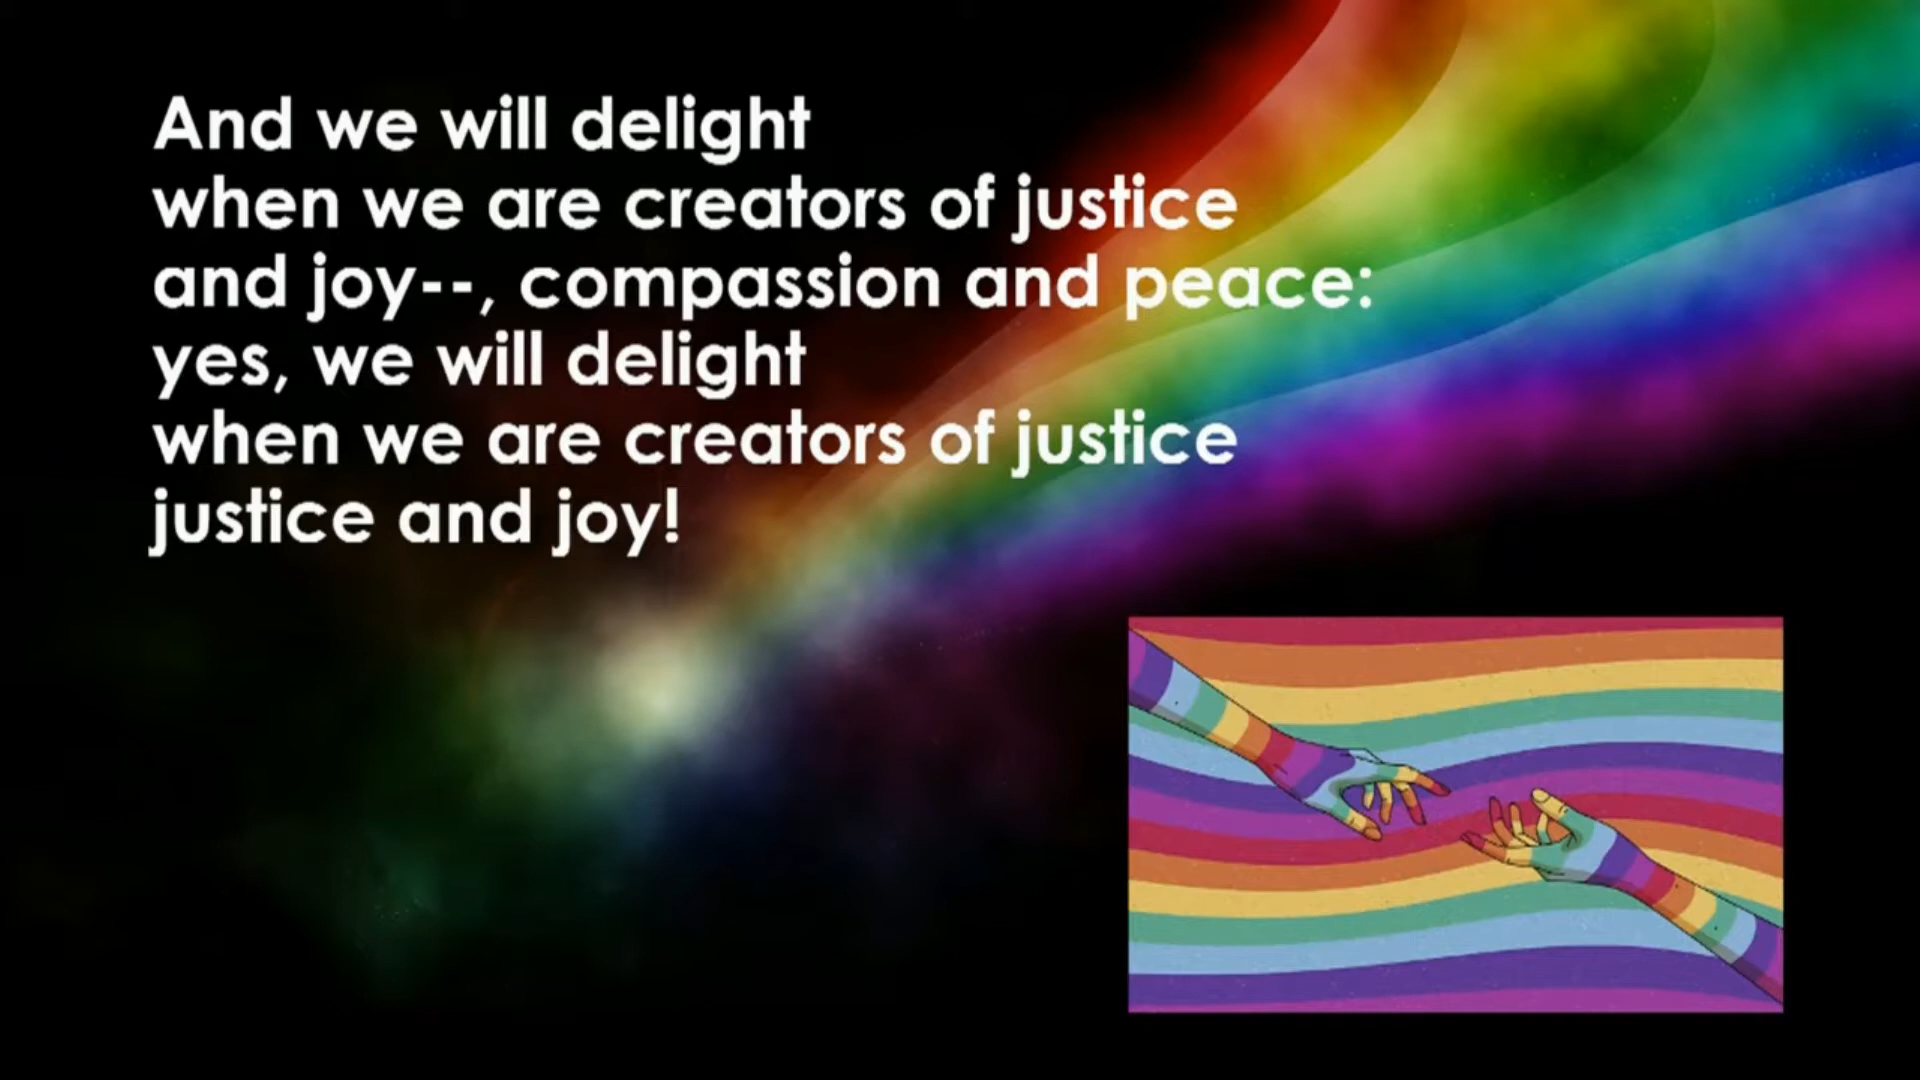 And we will delight
when we are creators of justice
and joy--, compassion and peace:
yes, we will delight
when we are creators of justice
justice and joy!